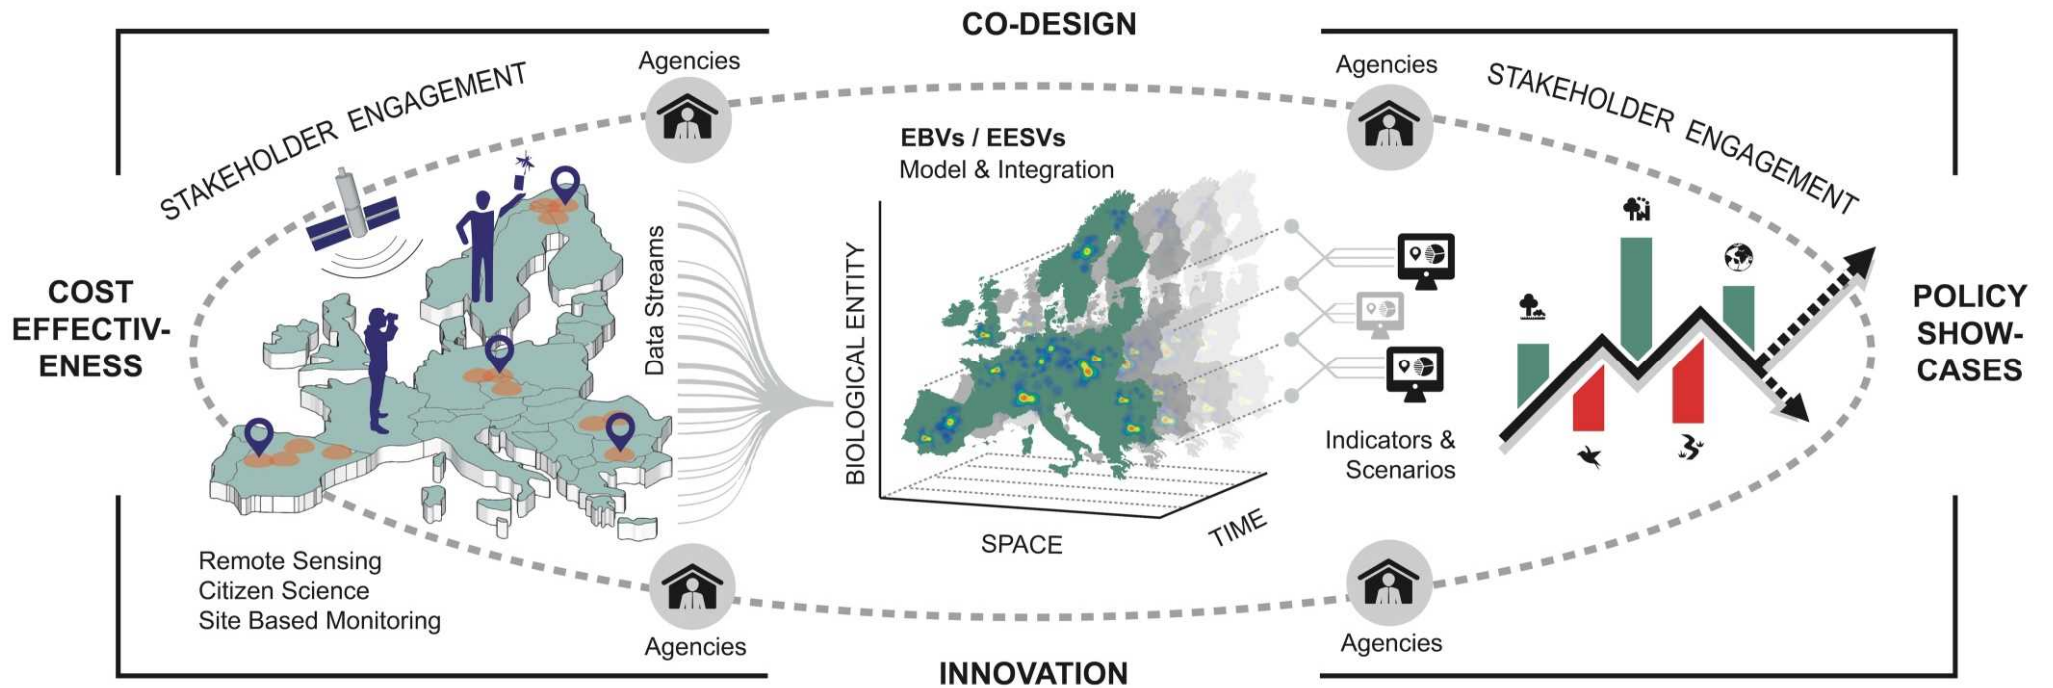 CO-DESIGN
STAKEHOLDER ENGAGEMENT
Agencies
Agencies
STAKEHOLDER ENGAGEMENT
COST
EFFECTIV-
ENESS
Data Streams
EBVs / EESVs
Model & Integration
BIOLOGICAL ENTITY
SPACE
TIME
Indicators &
Scenarios
POLICY
SHOW-
CASES
Remote Sensing
Citizen Science
Site Based Monitoring
Agencies
Agencies
INNOVATION